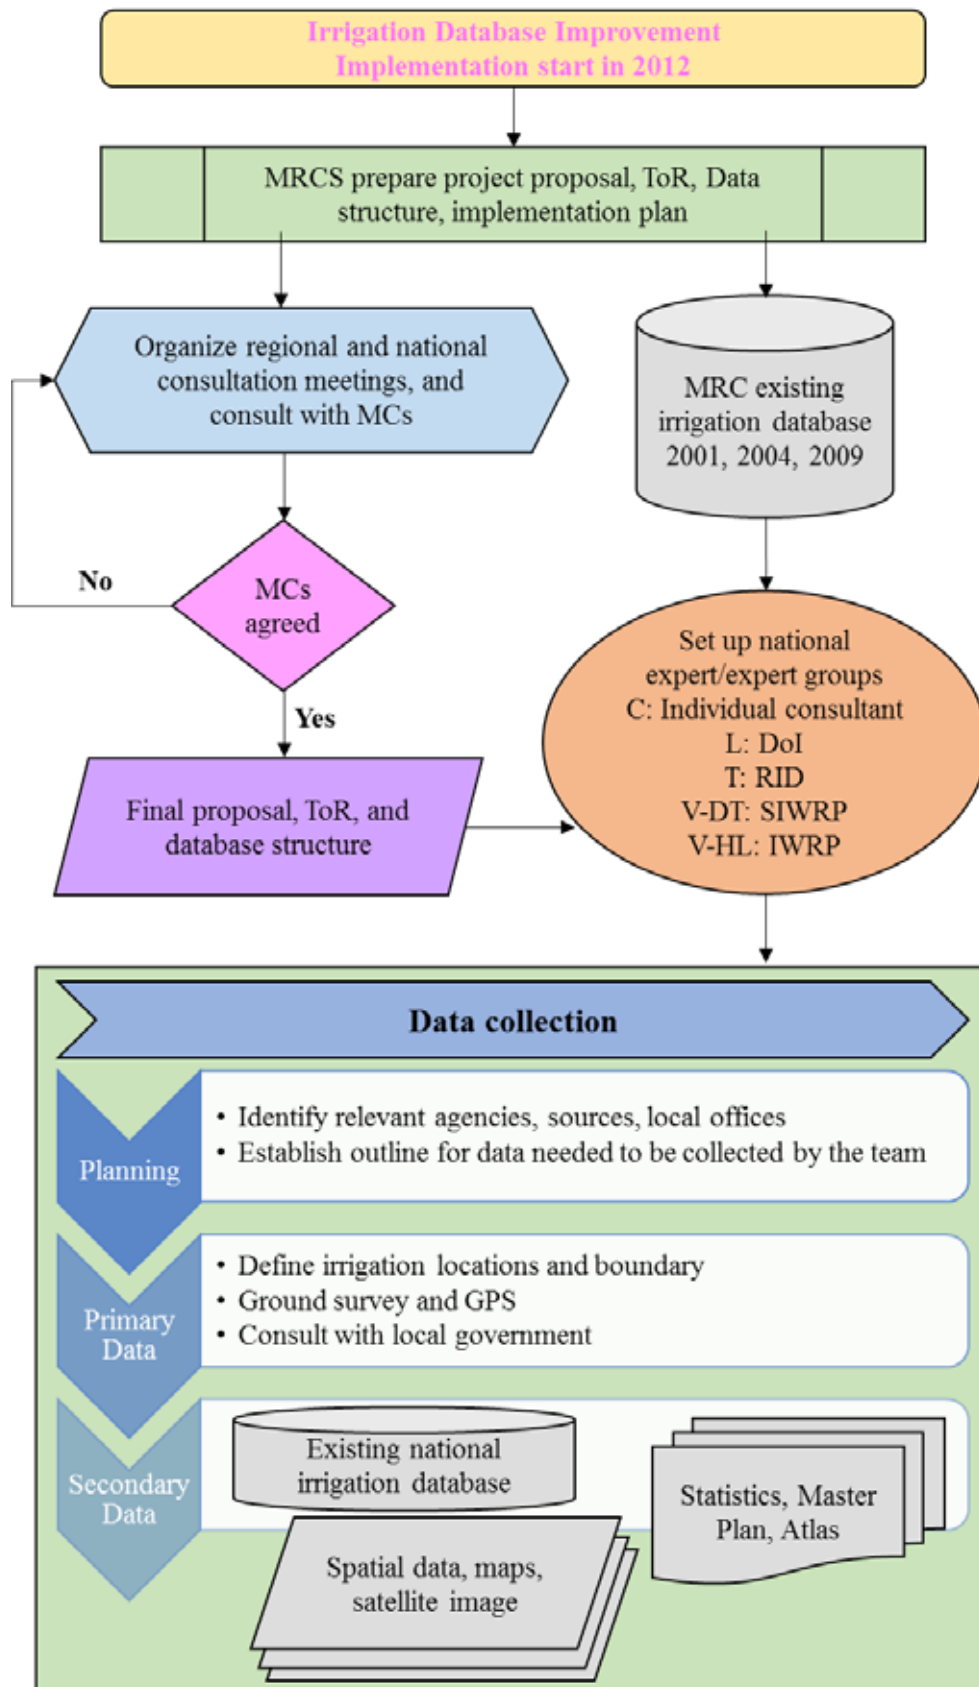 Irrigation Database Improvement
Implementation start in 2012
MRCS prepare project proposal, ToR, Data
structure, implementation plan
Organize regional and national
consultation meetings, and
consult with MCs
MRC existing
irrigation database
2001, 2004, 2009
No
MCs
agreed
Yes
Final proposal, ToR, and
database structure
Set up national
expert/expert groups
C: Individual consultant
L: DoI
T: RID
V-DT: SIWRP
V-HL: IWRP
Data collection
Planning
• Identify relevant agencies, sources, local offices
• Establish outline for data needed to be collected by the team
Primary
Data
• Define irrigation locations and boundary
• Ground survey and GPS
• Consult with local government
Secondary
Data
Existing national
irrigation database
Statistics, Master
Plan, Atlas
Spatial data, maps,
satellite image